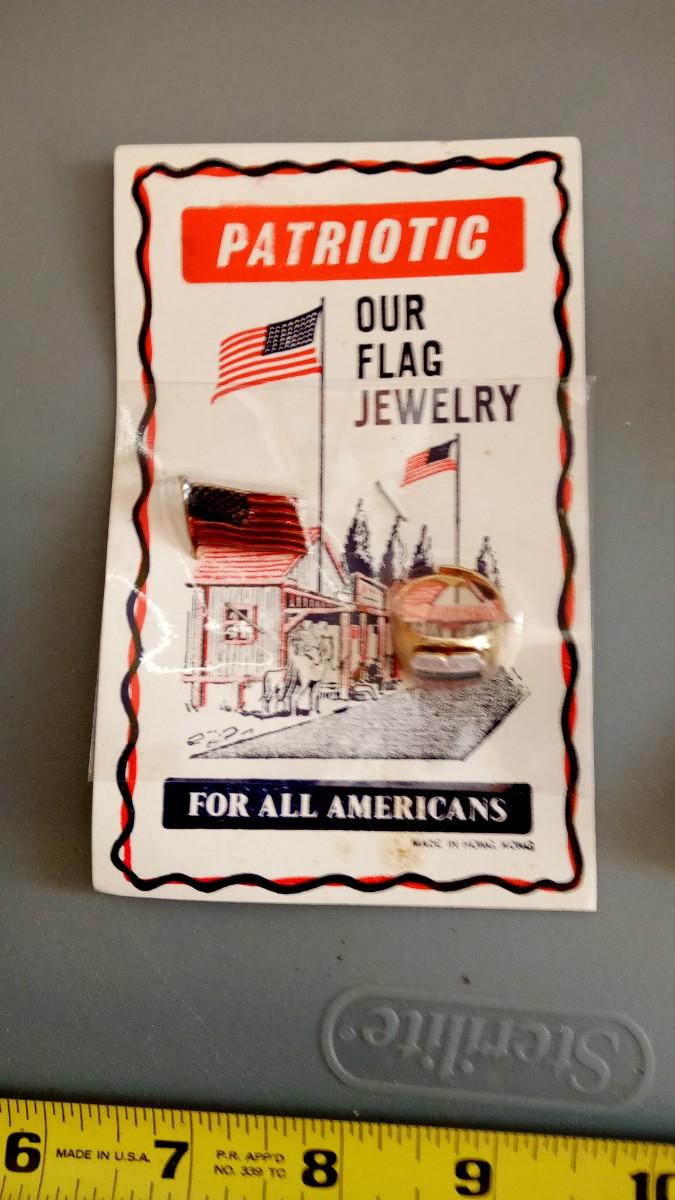 PATRIOTIC
OUR
FLAG
JEWELRY
FOR ALL AMERICANS
MADE IN HONG KONG
Sterilite®
6 MADE IN U.S.A. 7 P.R. APP'D 8 9 10
NO. 339 TC